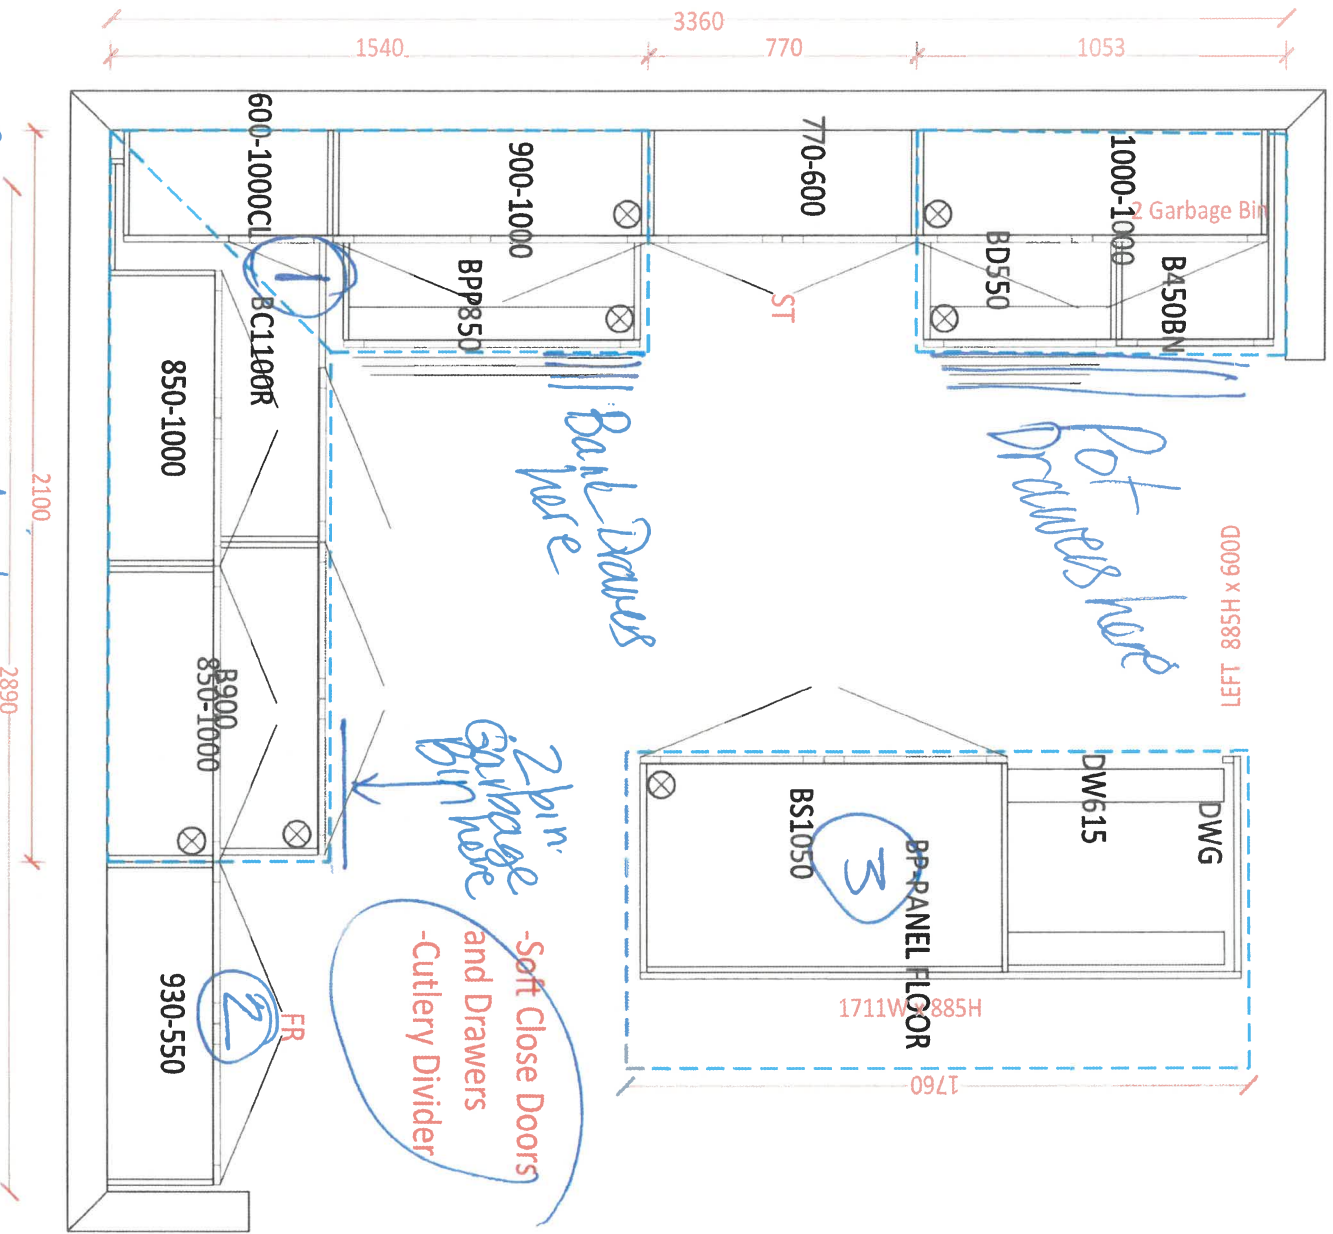 3360
1540
770
1053
600-1000CL
900-1000
770-600
1000-1000
2 Garbage Bin
BPP850
BD550
B450BN
ST
1
BC1100R
850-1000
2100
2890
Bank Drawers
here
Pot
Drawers here
LEFT H588 x 600D
B900
850-1000
2 bin
Garbage
Bin here
BS1050
DW615
DWG
3
BP-PANEL FLOOR
1711W x 885H
1760
930-550
2
FR
-Soft Close Doors
and Drawers
-Cutlery Divider